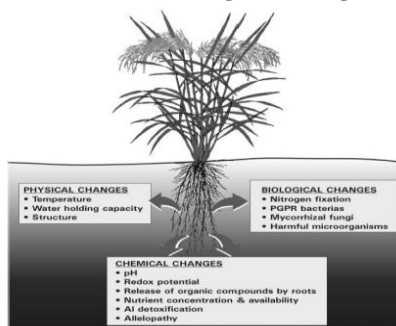 PHYSICAL CHANGES
• Temperature
• Water holding capacity
• Structure
BIOLOGICAL CHANGES
• Nitrogen fixation
• PGPR bacterias
• Mycorrhizal fungi
• Harmful microorganisms
CHEMICAL CHANGES
• pH
• Redox potential
• Release of organic compounds by roots
• Nutrient concentration & availability
• Al detoxification
• Allelopathy